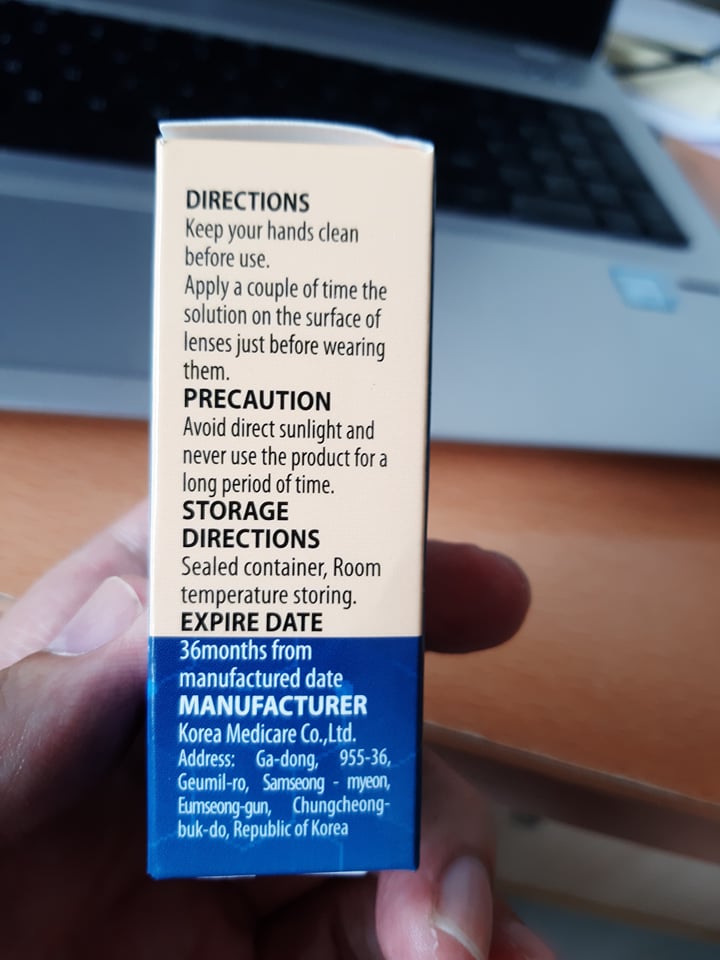 DIRECTIONS
Keep your hands clean
before use.
Apply a couple of time the
solution on the surface of
lenses just before wearing
them.
PRECAUTION
Avoid direct sunlight and
never use the product for a
long period of time.
STORAGE
DIRECTIONS
Sealed container, Room
temperature storing.
EXPIRE DATE
36months from
manufactured date
MANUFACTURER
Korea Medicare Co.,Ltd.
Address: Ga-dong, 955-36,
Geumil-ro, Samseong - myeon,
Eumseong-gun, Chungcheong-
buk-do, Republic of Korea